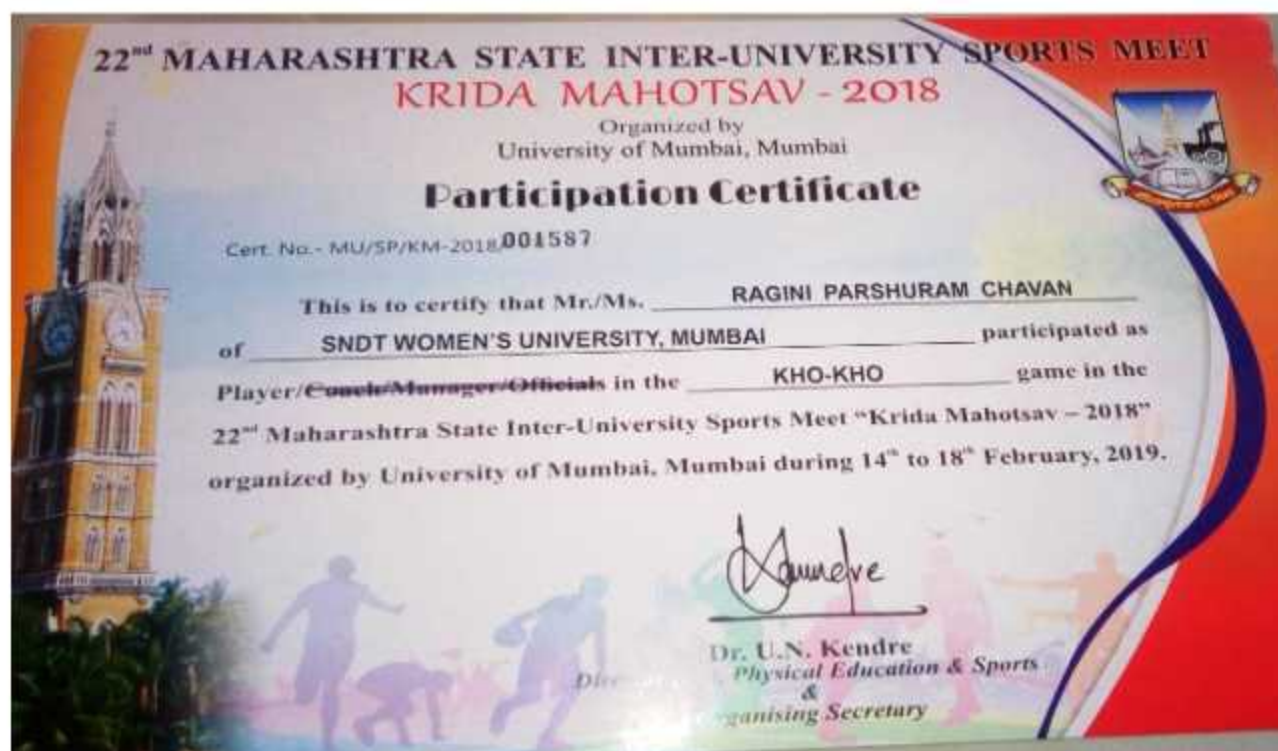 22nd MAHARASHTRA STATE INTER-UNIVERSITY SPORTS MEET
KRIDA MAHOTSAV - 2018
Organized by
University of Mumbai, Mumbai
Participation Certificate
Cert. No.- MU/SP/KM-2018/001587
This is to certify that Mr./Ms. RAGINI PARSHURAM CHAVAN
of SNDT WOMEN'S UNIVERSITY, MUMBAI participated as
Player/Coach/Manager/Officials in the KHO-KHO game in the
22nd Maharashtra State Inter-University Sports Meet "Krida Mahotsav – 2018"
organized by University of Mumbai, Mumbai during 14th to 18th February, 2019.
Dr. U.N. Kendre
Physical Education & Sports
&
Secretary